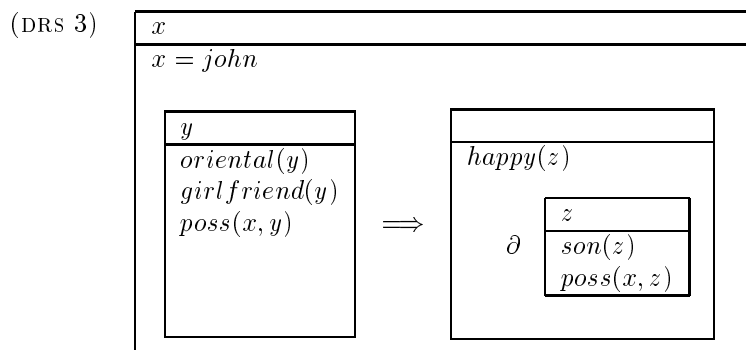 (DRS 3)
x
x = john
y
oriental(y)
girlfriend(y)
poss(x, y)
⟹
happy(z)
∂
z
son(z)
poss(x, z)